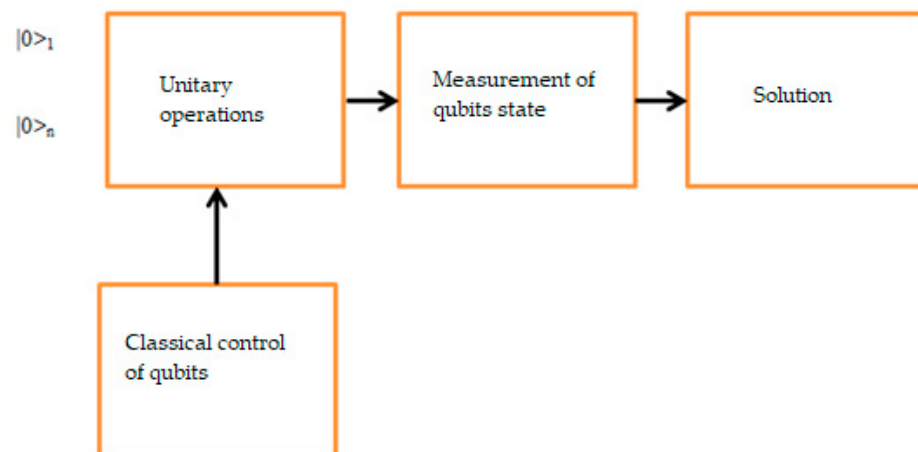 |0>₁
|0>ₙ
Unitary
operations
Measurement of
qubits state
Solution
Classical control
of qubits